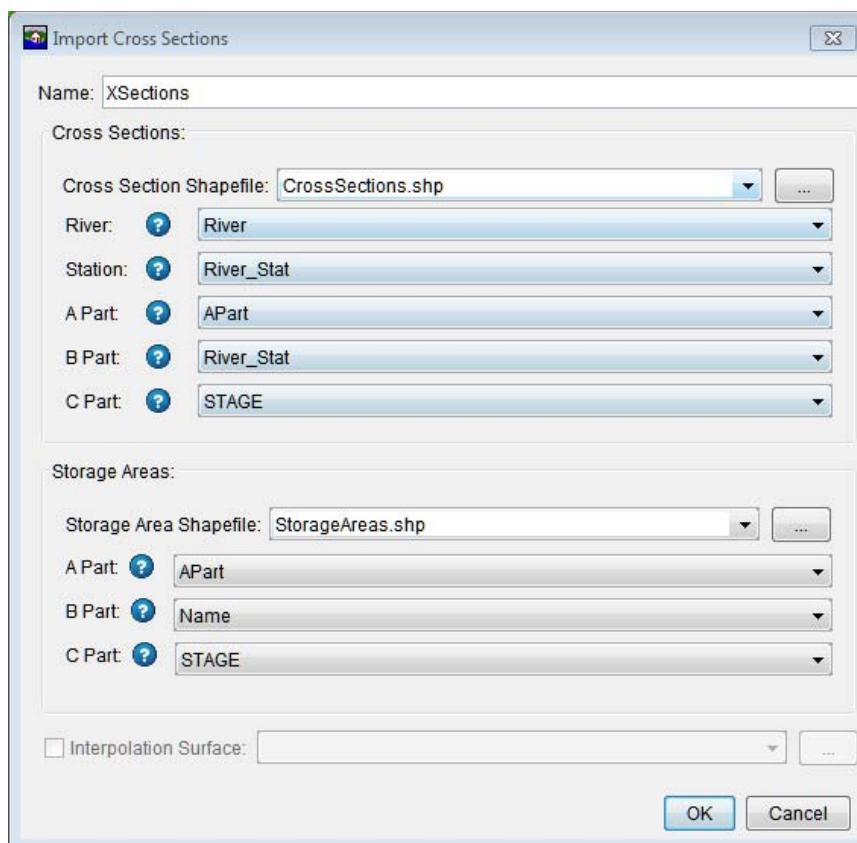 Import Cross Sections
Name: XSections
Cross Sections:
Cross Section Shapefile: CrossSections.shp ...
River: ? River
Station: ? River_Stat
A Part: ? APart
B Part: ? River_Stat
C Part: ? STAGE
Storage Areas:
Storage Area Shapefile: StorageAreas.shp ...
A Part: ? APart
B Part: ? Name
C Part: ? STAGE
Interpolation Surface: ...
OK Cancel